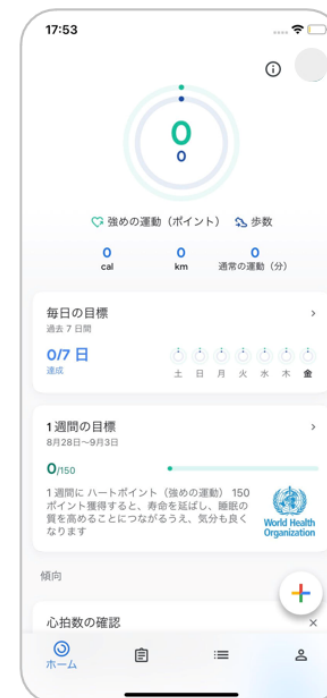 17:53
0
0
強めの運動（ポイント） 歩数
0 0 0
cal km 通常の運動（分）
毎日の目標
過去 7 日間
0/7 日
達成
土 日 月 火 水 木 金
1 週間の目標
8月28日～9月3日
0/150
1 週間に ハートポイント（強めの運動） 150
ポイント獲得すると、寿命を延ばし、睡眠の
質を高めることにつながるうえ、気分も良く
なります
World Health
Organization
傾向
心拍数の確認
ホーム